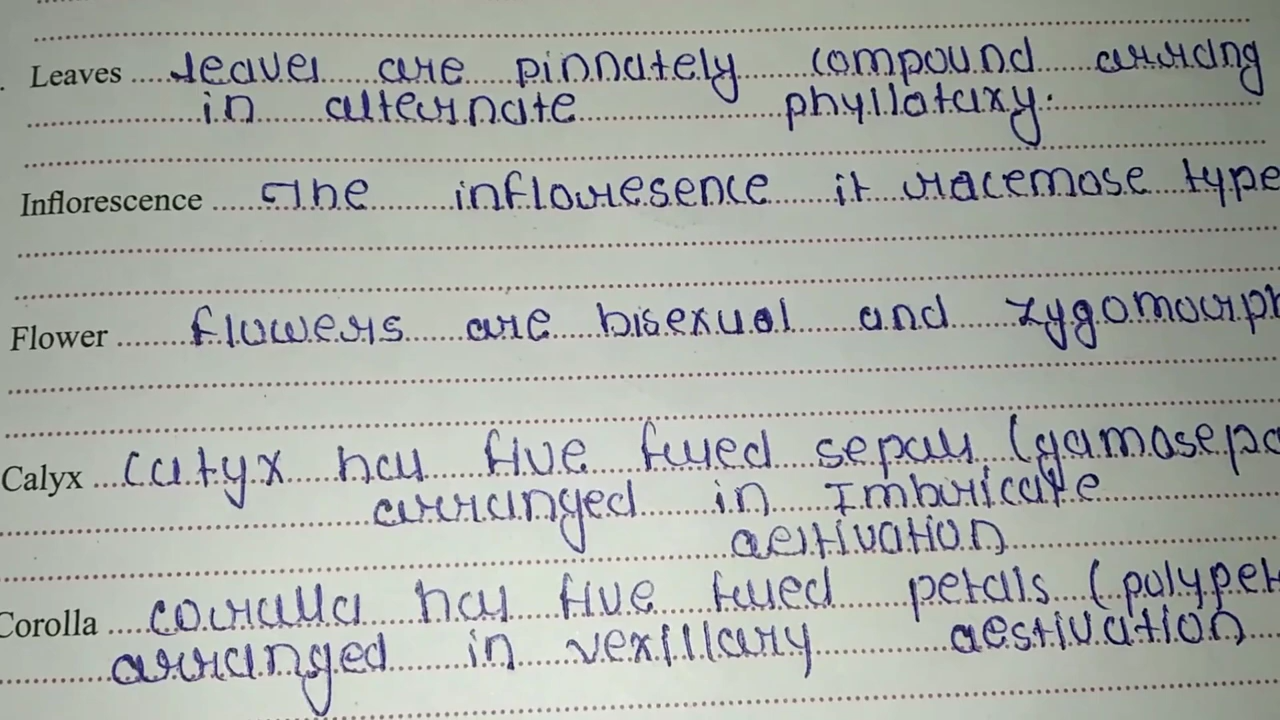 Leaves leaves are pinnately compound arrang
in alternate phyllotaxy.
Inflorescence The infloresence is racemose type
Flower flowers are bisexual and zygomorph
Calyx Calyx has five fused sepals (gamosepa
arranged in Imbricate
aestivation
Corolla corolla has five fused petals (polypet
arranged in vexillary aestivation